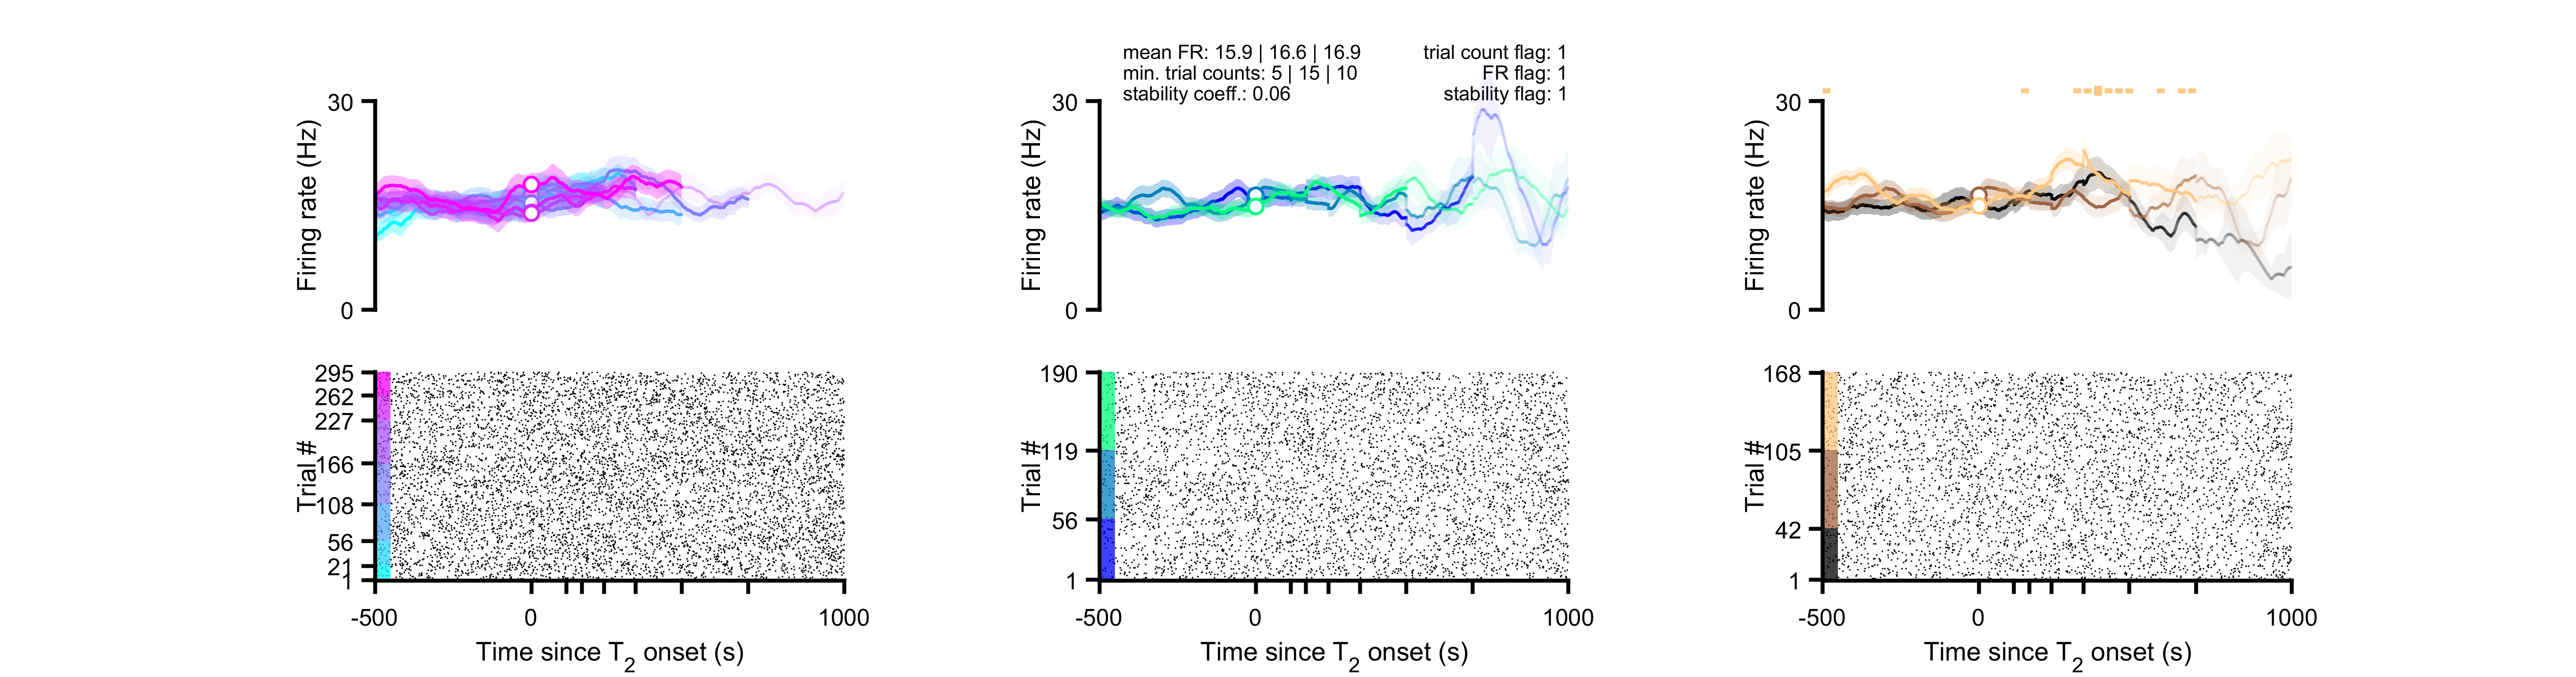 mean FR: 15.9 | 16.6 | 16.9
min. trial counts: 5 | 15 | 10
stability coeff.: 0.06
trial count flag: 1
FR flag: 1
stability flag: 1
30
Firing rate (Hz)
0
30
Firing rate (Hz)
0
30
Firing rate (Hz)
0
295
262
227
166
108
56
21
1
Trial #
-500
0
1000
Time since T2 onset (s)
190
119
56
1
Trial #
-500
0
1000
Time since T2 onset (s)
168
105
42
1
Trial #
-500
0
1000
Time since T2 onset (s)